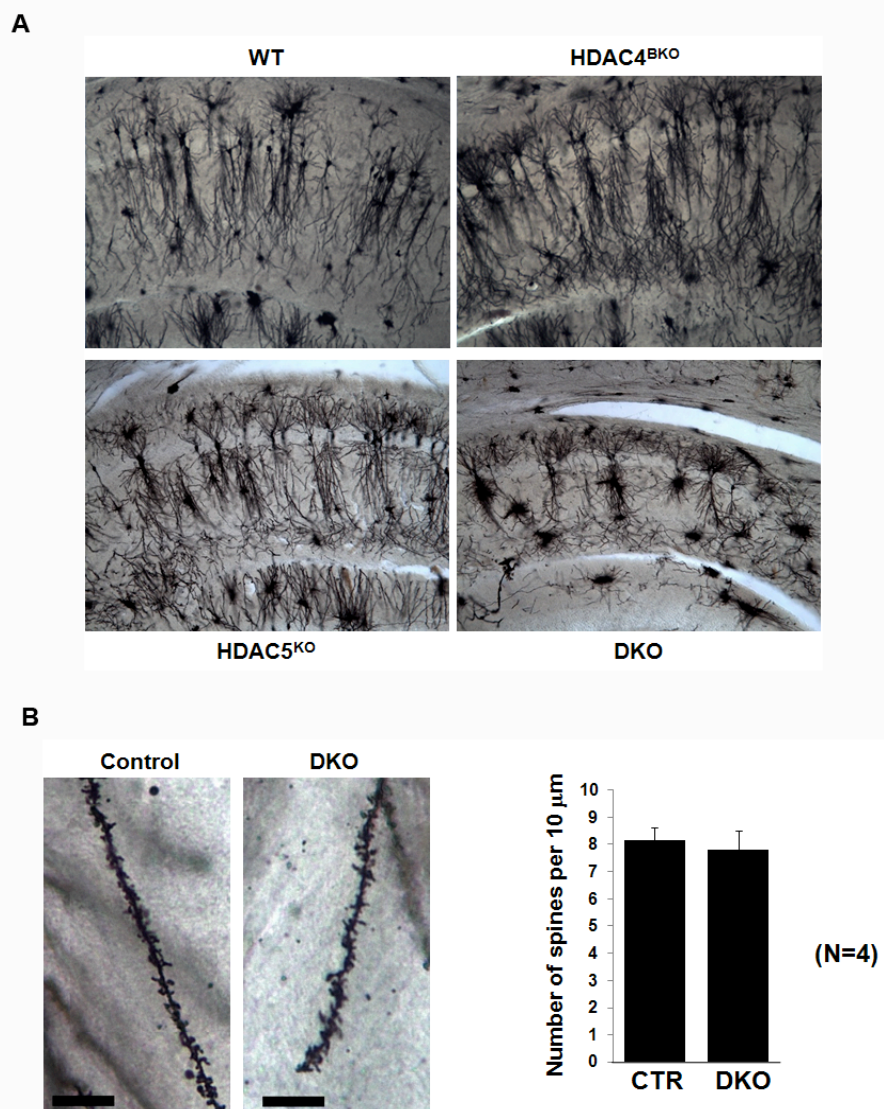 A
WT
HDAC4BKO
HDAC5KO
DKO
B
Control
DKO
Number of spines per 10 μm
10
9
8
7
6
5
4
3
2
1
0
CTR
DKO
(N=4)